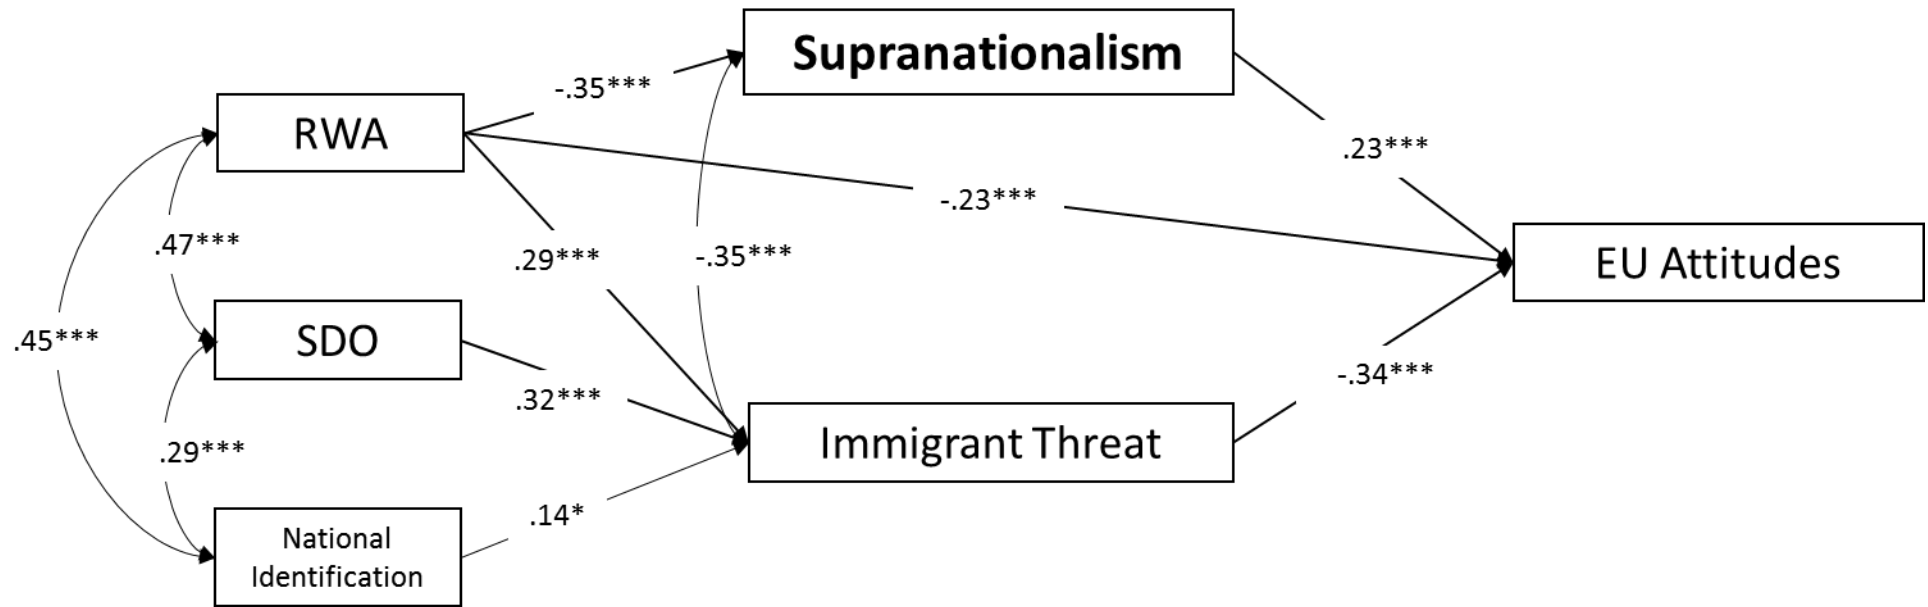 Supranationalism
-.35***
RWA
.23***
-.23***
.47***
.29***
-.35***
EU Attitudes
.45***
SDO
-.34***
.32***
Immigrant Threat
.29***
.14*
National
Identification